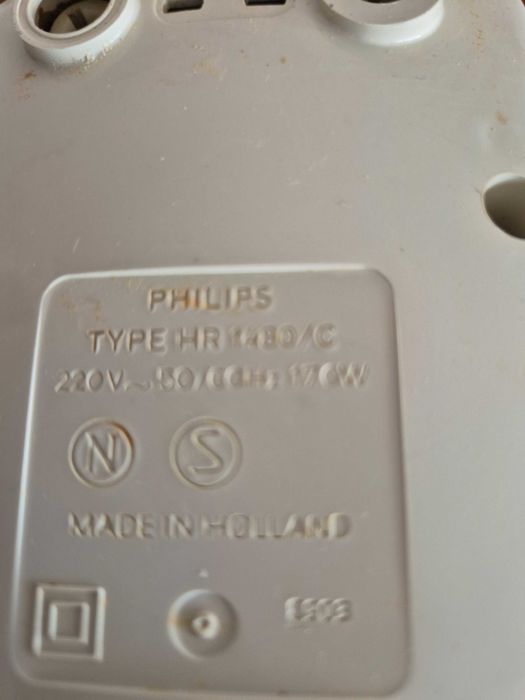 PHILIPS
TYPE HR 1480/C
220V~50/60Hz 170W
N S
MADE IN HOLLAND